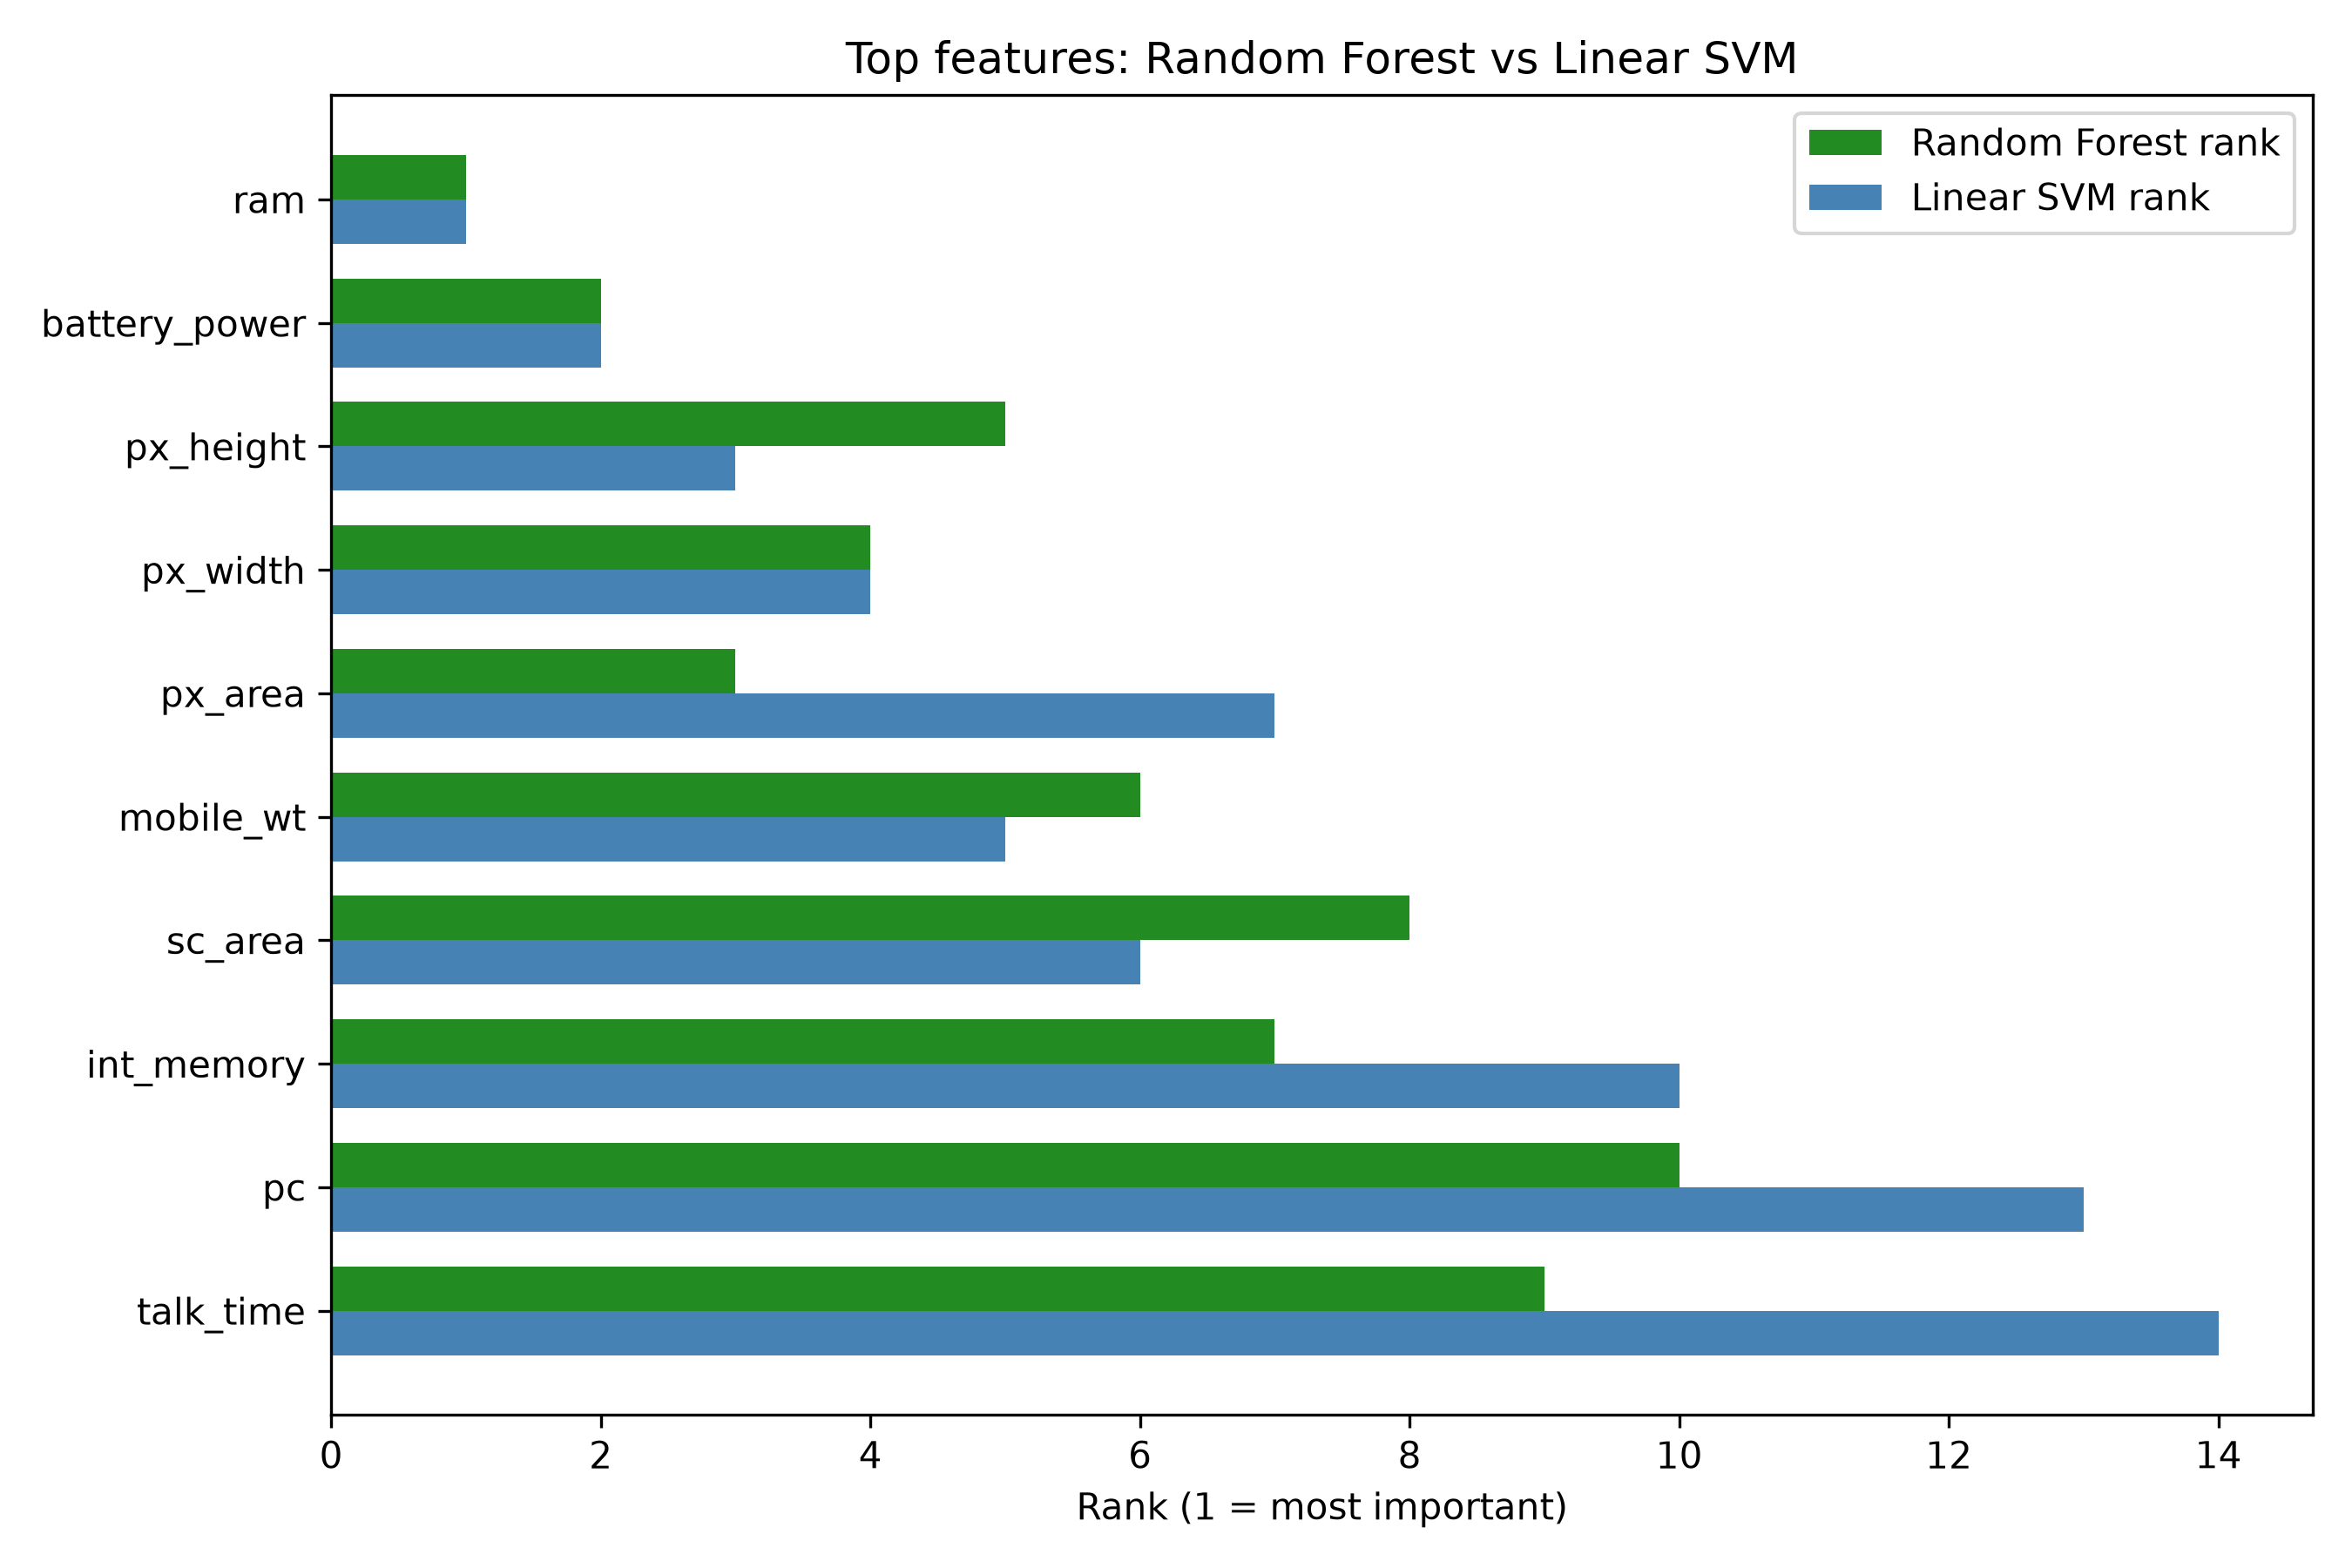 Top features: Random Forest vs Linear SVM
Random Forest rank
Linear SVM rank
ram
battery_power
px_height
px_width
px_area
mobile_wt
sc_area
int_memory
pc
talk_time
0 2 4 6 8 10 12 14
Rank (1 = most important)